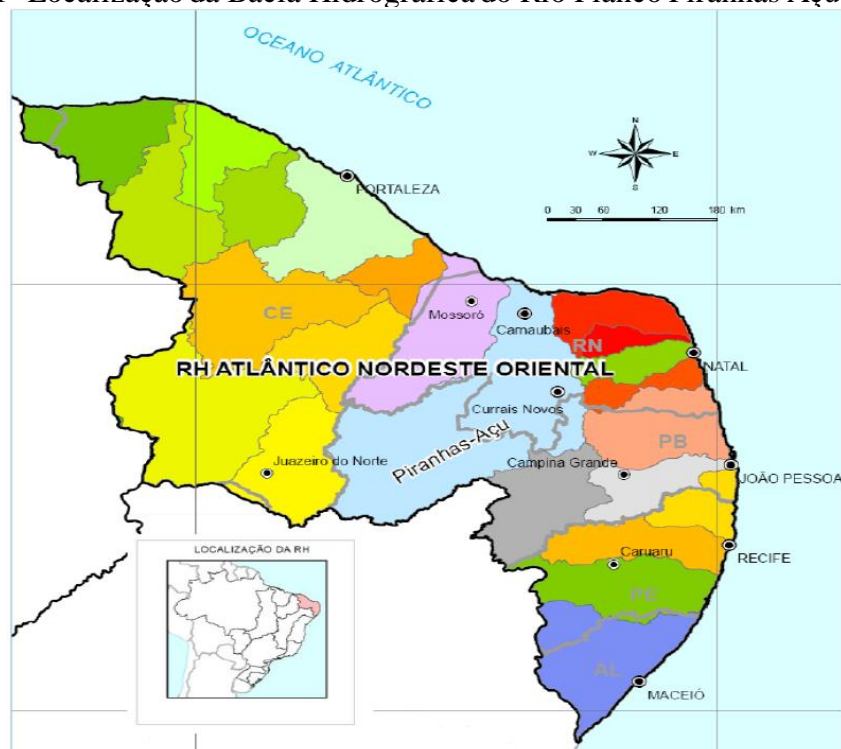 Localização da Bacia Hidrográfica do Rio Piancó Piranhas Açu
OCEANO ATLÂNTICO
N
W E
S
FORTALEZA
0 30 60 120 180 km
CE
Mossoró
Carnaubais
RN
NATAL
RH ATLÂNTICO NORDESTE ORIENTAL
Currais Novos
Piranhas-Açu
PB
Juazeiro do Norte
Campina Grande
JOÃO PESSOA
LOCALIZAÇÃO DA RH
Caruaru
RECIFE
PE
AL
MACEIÓ